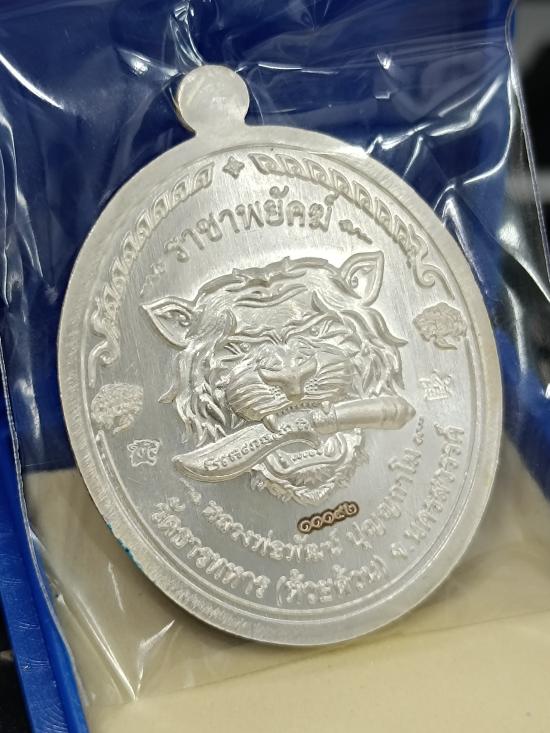 ราชาพยัคฆ์
๑๑๑๙๒
หลวงพ่อพัฒน์ ปุญฺญกาโม
วัดธารทหาร (ห้วยด้วน) จ.นครสวรรค์